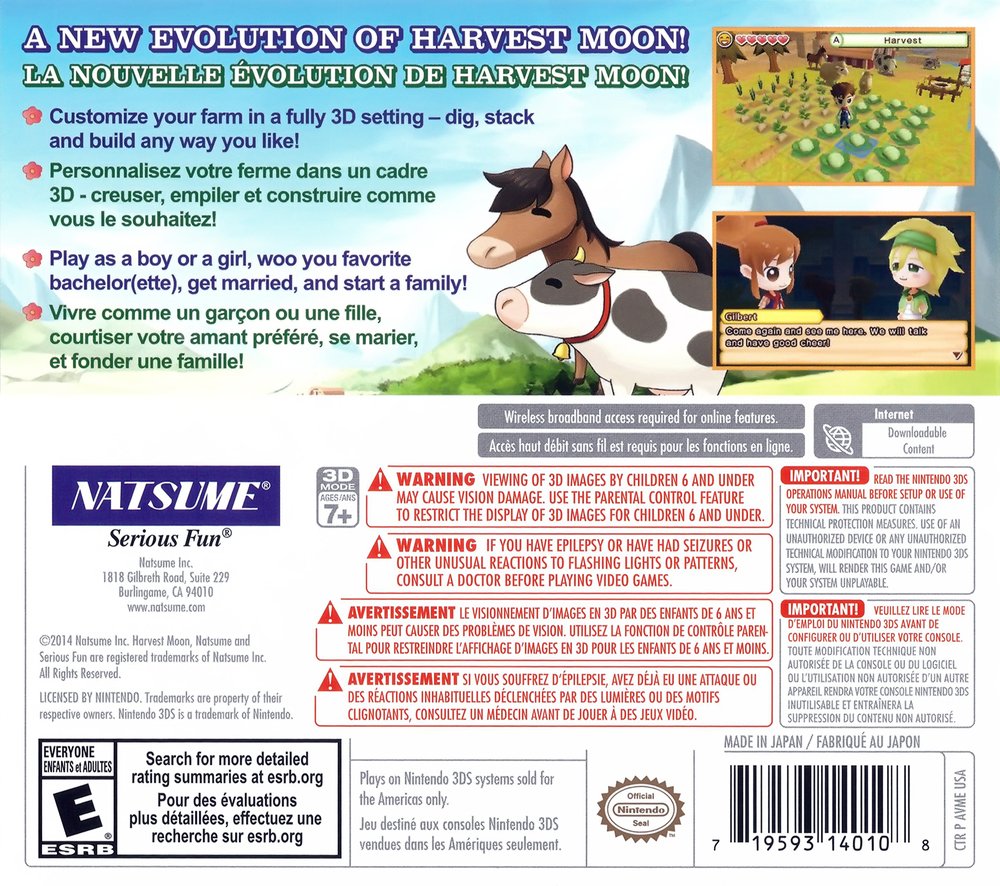 A NEW EVOLUTION OF HARVEST MOON!
LA NOUVELLE ÉVOLUTION DE HARVEST MOON!
Customize your farm in a fully 3D setting – dig, stack
and build any way you like!
Personnalisez votre ferme dans un cadre
3D - creuser, empiler et construire comme
vous le souhaitez!
Play as a boy or a girl, woo you favorite
bachelor(ette), get married, and start a family!
Vivre comme un garçon ou une fille,
courtiser votre amant préféré, se marier,
et fonder une famille!
A Harvest
Gilbert
Come again and see me here. We will talk
and have good cheer!
Wireless broadband access required for online features.
Accès haut débit sans fil est requis pour les fonctions en ligne.
Internet
Downloadable
Content
NATSUME®
Serious Fun®
Natsume Inc.
1818 Gilbreth Road, Suite 229
Burlingame, CA 94010
www.natsume.com
©2014 Natsume Inc. Harvest Moon, Natsume and
Serious Fun are registered trademarks of Natsume Inc.
All Rights Reserved.
LICENSED BY NINTENDO. Trademarks are property of their
respective owners. Nintendo 3DS is a trademark of Nintendo.
3D
MODE
AGES/ANS
7+
WARNING VIEWING OF 3D IMAGES BY CHILDREN 6 AND UNDER
MAY CAUSE VISION DAMAGE. USE THE PARENTAL CONTROL FEATURE
TO RESTRICT THE DISPLAY OF 3D IMAGES FOR CHILDREN 6 AND UNDER.
WARNING IF YOU HAVE EPILEPSY OR HAVE HAD SEIZURES OR
OTHER UNUSUAL REACTIONS TO FLASHING LIGHTS OR PATTERNS,
CONSULT A DOCTOR BEFORE PLAYING VIDEO GAMES.
AVERTISSEMENT LE VISIONNEMENT D'IMAGES EN 3D PAR DES ENFANTS DE 6 ANS ET
MOINS PEUT CAUSER DES PROBLÈMES DE VISION. UTILISEZ LA FONCTION DE CONTRÔLE PAREN-
TAL POUR RESTREINDRE L'AFFICHAGE D'IMAGES EN 3D POUR LES ENFANTS DE 6 ANS ET MOINS.
AVERTISSEMENT SI VOUS SOUFFREZ D'ÉPILEPSIE, AVEZ DÉJÀ EU UNE ATTAQUE OU
DES RÉACTIONS INHABITUELLES DÉCLENCHÉES PAR DES LUMIÈRES OU DES MOTIFS
CLIGNOTANTS, CONSULTEZ UN MÉDECIN AVANT DE JOUER À DES JEUX VIDÉO.
IMPORTANT! READ THE NINTENDO 3DS
OPERATIONS MANUAL BEFORE SETUP OR USE OF
YOUR SYSTEM. THIS PRODUCT CONTAINS
TECHNICAL PROTECTION MEASURES. USE OF AN
UNAUTHORIZED DEVICE OR ANY UNAUTHORIZED
TECHNICAL MODIFICATION TO YOUR NINTENDO 3DS
SYSTEM, WILL RENDER THIS GAME AND/OR
YOUR SYSTEM UNPLAYABLE.
IMPORTANT! VEUILLEZ LIRE LE MODE
D'EMPLOI DU NINTENDO 3DS AVANT DE
CONFIGURER OU D'UTILISER VOTRE CONSOLE.
TOUTE MODIFICATION TECHNIQUE NON
AUTORISÉE DE LA CONSOLE OU DU LOGICIEL
OU L'UTILISATION NON AUTORISÉE D'UN AUTRE
APPAREIL RENDRA VOTRE CONSOLE NINTENDO 3DS
INUTILISABLE ET ENTRAÎNERA LA
SUPPRESSION DU CONTENU NON AUTORISÉ.
EVERYONE
ENFANTS et ADULTES
E
®
ESRB
Search for more detailed
rating summaries at esrb.org
Pour des évaluations
plus détaillées, effectuez une
recherche sur esrb.org
Plays on Nintendo 3DS systems sold for
the Americas only.
Jeu destiné aux consoles Nintendo 3DS
vendues dans les Amériques seulement.
Official
Nintendo
Seal
MADE IN JAPAN / FABRIQUÉ AU JAPON
7 19593 14010 8
CTR P AVME USA